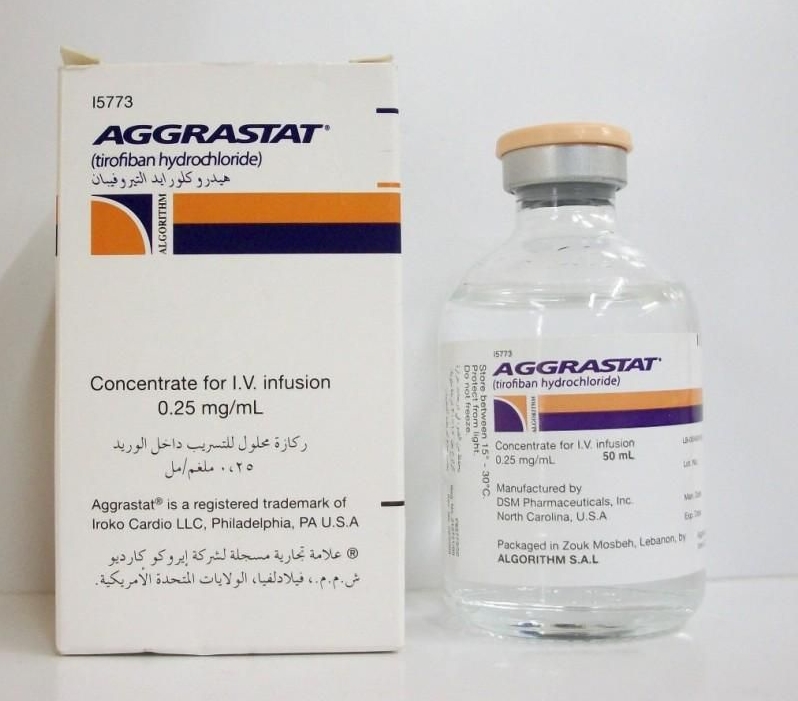 I5773
AGGRASTAT®
(tirofiban hydrochloride)
هيدروكلورايد التيروفيبان
ALGORITHM
Concentrate for I.V. infusion
0.25 mg/mL
ركازة محلول للتسريب داخل الوريد
٠،٢٥ ملغم/مل
Aggrastat® is a registered trademark of
Iroko Cardio LLC, Philadelphia, PA U.S.A
® علامة تجارية مسجلة لشركة إيروكو كارديو
ش.م.م.، فيلادلفيا، الولايات المتحدة الأمريكية.
I5773
AGGRASTAT®
(tirofiban hydrochloride)
ALGORITHM
Concentrate for I.V. infusion
0.25 mg/mL 50 mL
Manufactured by
DSM Pharmaceuticals, Inc.
North Carolina, U.S.A
Packaged in Zouk Mosbeh, Lebanon, by
ALGORITHM S.A.L
Store between 15° - 30°C.
Protect from light.
Do not freeze.
Lot. No
Man. Date
Exp. Date